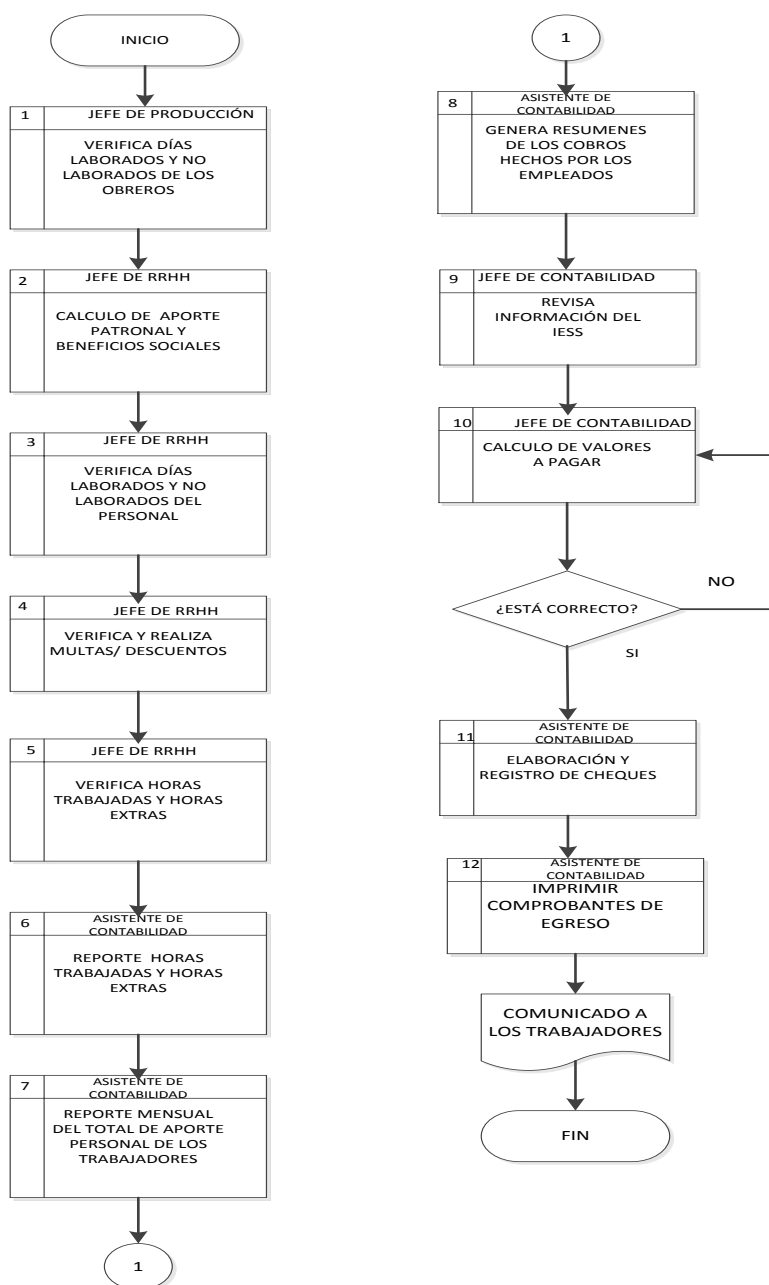 INICIO
1 JEFE DE PRODUCCIÓN
VERIFICA DÍAS
LABORADOS Y NO
LABORADOS DE LOS
OBREROS
2 JEFE DE RRHH
CALCULO DE APORTE
PATRONAL Y
BENEFICIOS SOCIALES
3 JEFE DE RRHH
VERIFICA DÍAS
LABORADOS Y NO
LABORADOS DEL
PERSONAL
4 JEFE DE RRHH
VERIFICA Y REALIZA
MULTAS/ DESCUENTOS
5 JEFE DE RRHH
VERIFICA HORAS
TRABAJADAS Y HORAS
EXTRAS
6 ASISTENTE DE
CONTABILIDAD
REPORTE HORAS
TRABAJADAS Y HORAS
EXTRAS
7 ASISTENTE DE
CONTABILIDAD
REPORTE MENSUAL
DEL TOTAL DE APORTE
PERSONAL DE LOS
TRABAJADORES
1
1
8 ASISTENTE DE
CONTABILIDAD
GENERA RESUMENES
DE LOS COBROS
HECHOS POR LOS
EMPLEADOS
9 JEFE DE CONTABILIDAD
REVISA
INFORMACIÓN DEL
IESS
10 JEFE DE CONTABILIDAD
CALCULO DE VALORES
A PAGAR
¿ESTÁ CORRECTO?
NO
SI
11 ASISTENTE DE
CONTABILIDAD
ELABORACIÓN Y
REGISTRO DE CHEQUES
12 ASISTENTE DE
CONTABILIDAD
IMPRIMIR
COMPROBANTES DE
EGRESO
COMUNICADO A
LOS TRABAJADORES
FIN